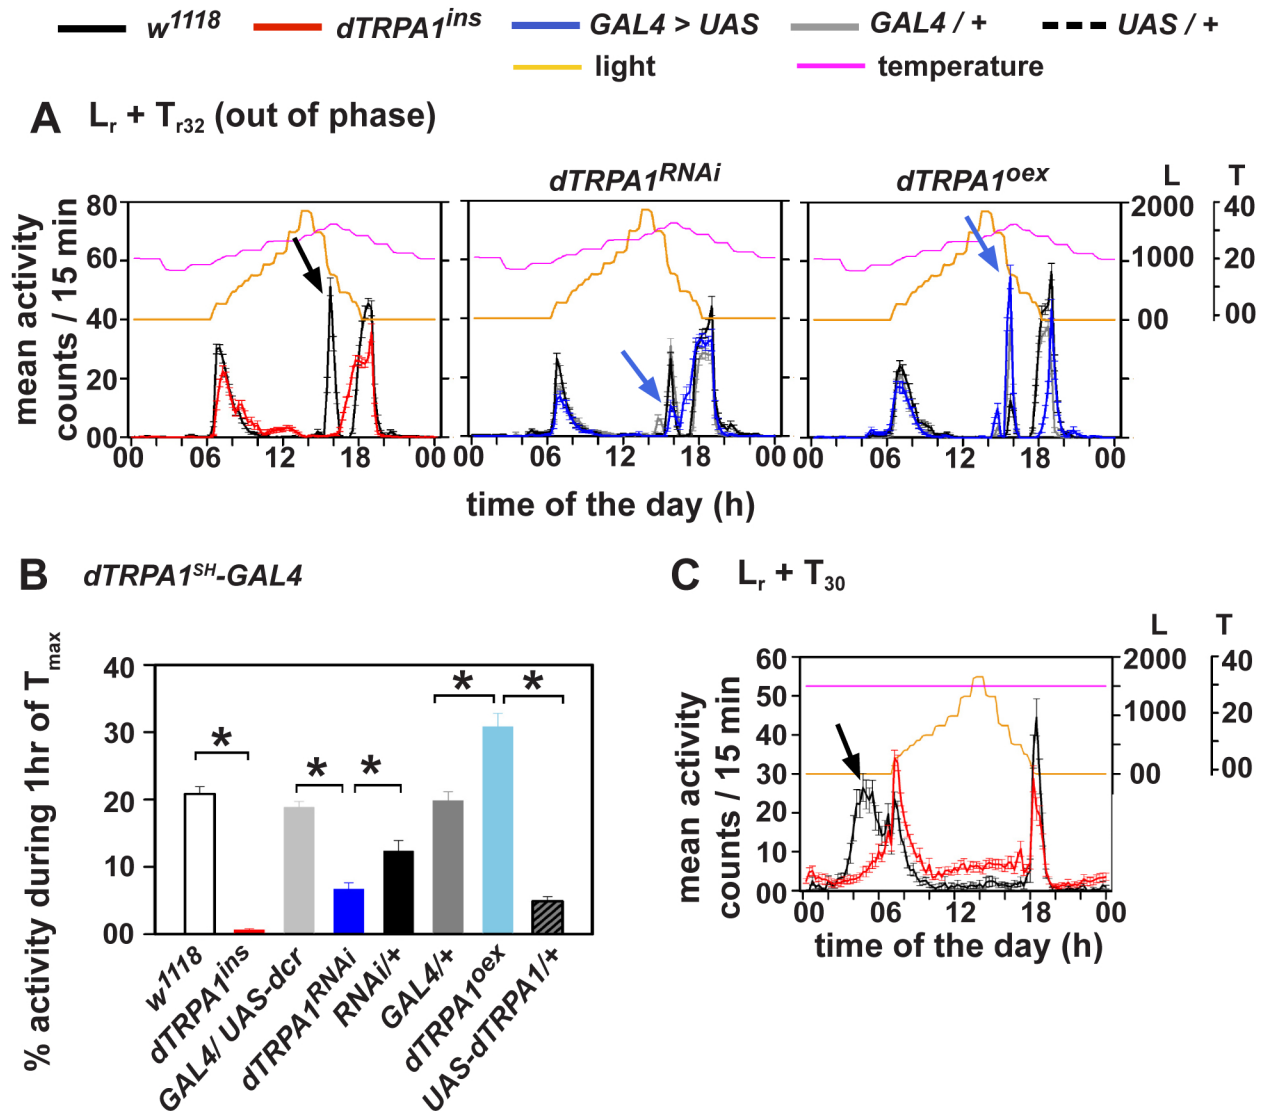 w1118 dTRPA1ins GAL4 > UAS GAL4 / + UAS / +
light temperature
A Lr + Tr32 (out of phase)
dTRPA1RNAi dTRPA1oex L T
mean activity
counts / 15 min
80
60
40
20
00
2000
1000
00
40
20
00
00 06 12 18 00 06 12 18 00 06 12 18 00
time of the day (h)
B dTRPA1SH-GAL4
% activity during 1hr of Tmax
40
30
20
10
00
* * * * *
w1118
dTRPA1ins
GAL4/ UAS-dcr
dTRPA1RNAi
RNAi/+
GAL4/+
dTRPA1oex
UAS-dTRPA1/+
C Lr + T30
L T
mean activity
counts / 15 min
60
50
40
30
20
10
00
2000
1000
00
40
20
00
00 06 12 18 00
time of the day (h)